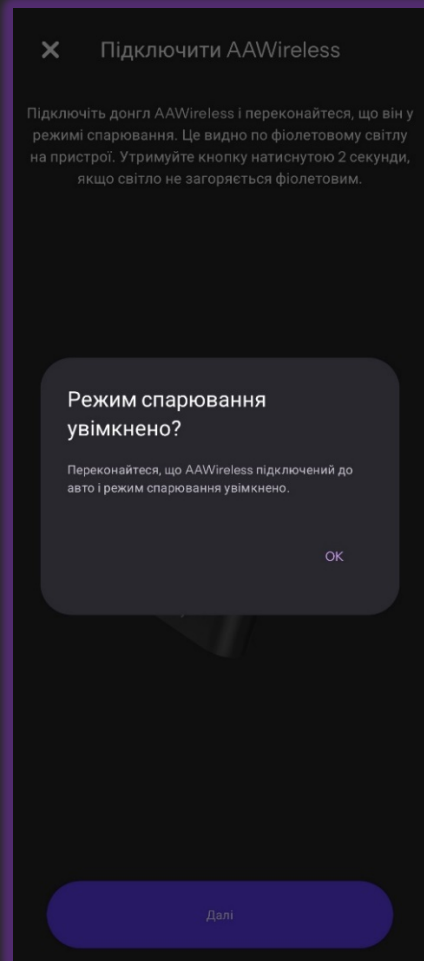 Підключити AAWireless
Підключіть донгл AAWireless і переконайтеся, що він у
режимі спарювання. Це видно по фіолетовому світлу
на пристрої. Утримуйте кнопку натиснутою 2 секунди,
якщо світло не загоряється фіолетовим.
Режим спарювання
увімкнено?
Переконайтеся, що AAWireless підключений до
авто і режим спарювання увімкнено.
ОК
Далі